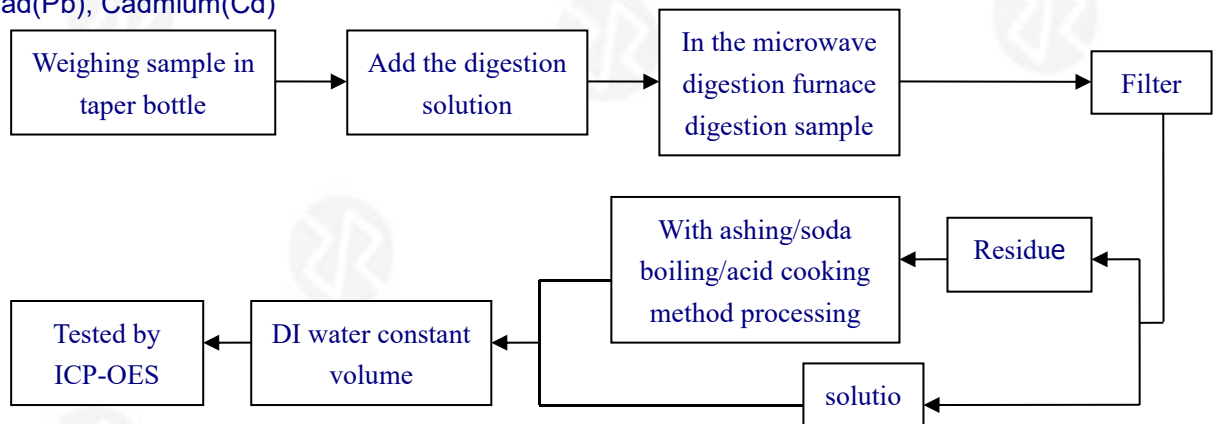 ad(Pb), Cadmium(Cd)
Weighing sample in
taper bottle
Add the digestion
solution
In the microwave
digestion furnace
digestion sample
Filter
With ashing/soda
boiling/acid cooking
method processing
Residue
Tested by
ICP-OES
DI water constant
volume
solutio